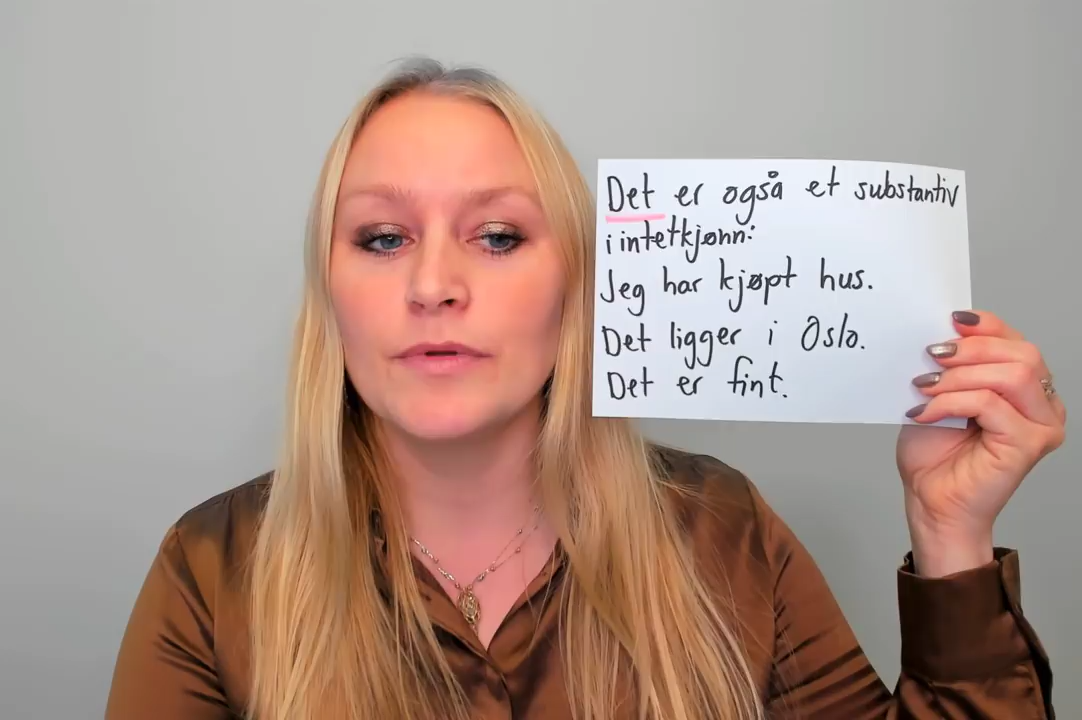 Det er også et substantiv
i intetkjønn:
Jeg har kjøpt hus.
Det ligger i Oslo.
Det er fint.